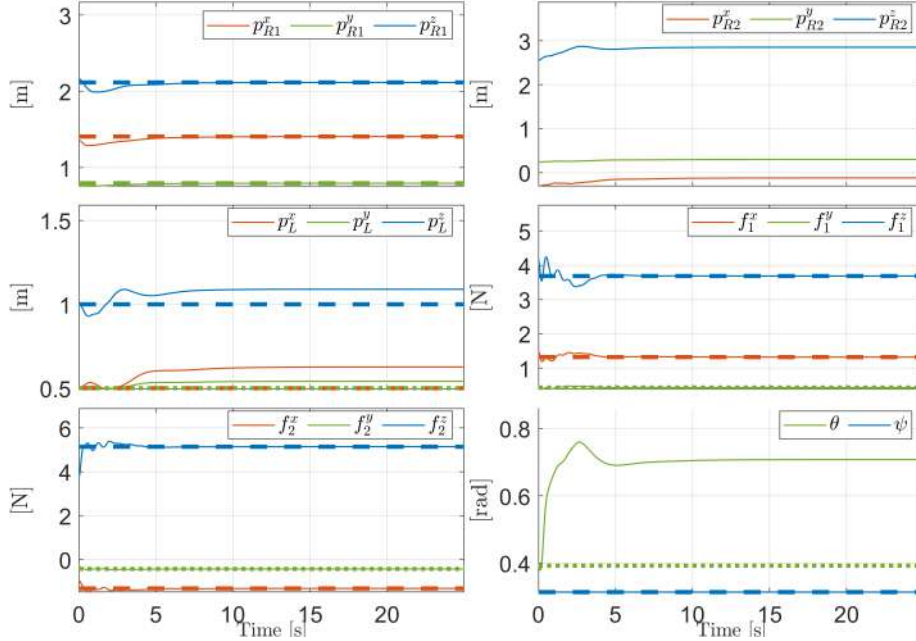 3
2
1
[m]
p_{R1}^x p_{R1}^y p_{R1}^z
3
2
1
0
[m]
p_{R2}^x p_{R2}^y p_{R2}^z
1.5
1
0.5
[m]
p_L^x p_L^y p_L^z
5
4
3
2
1
[N]
f_1^x f_1^y f_1^z
6
4
2
0
[N]
f_2^x f_2^y f_2^z
0 5 10 15 20
Time [s]
0.8
0.6
0.4
[rad]
θ ψ
0 5 10 15 20
Time [s]